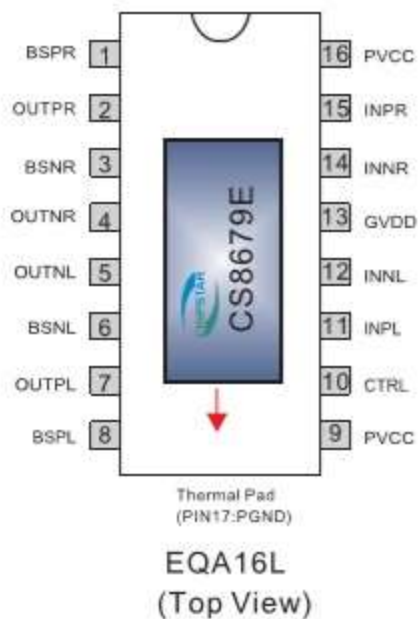 BSPR 1 16 PVCC
OUTPR 2 15 INPR
BSNR 3 14 INNR
OUTNR 4 13 GVDD
OUTNL 5 12 INNL
BSNL 6 11 INPL
OUTPL 7 10 CTRL
BSPL 8 9 PVCC
CS8679E
Thermal Pad
(PIN17:PGND)
EQA16L
(Top View)